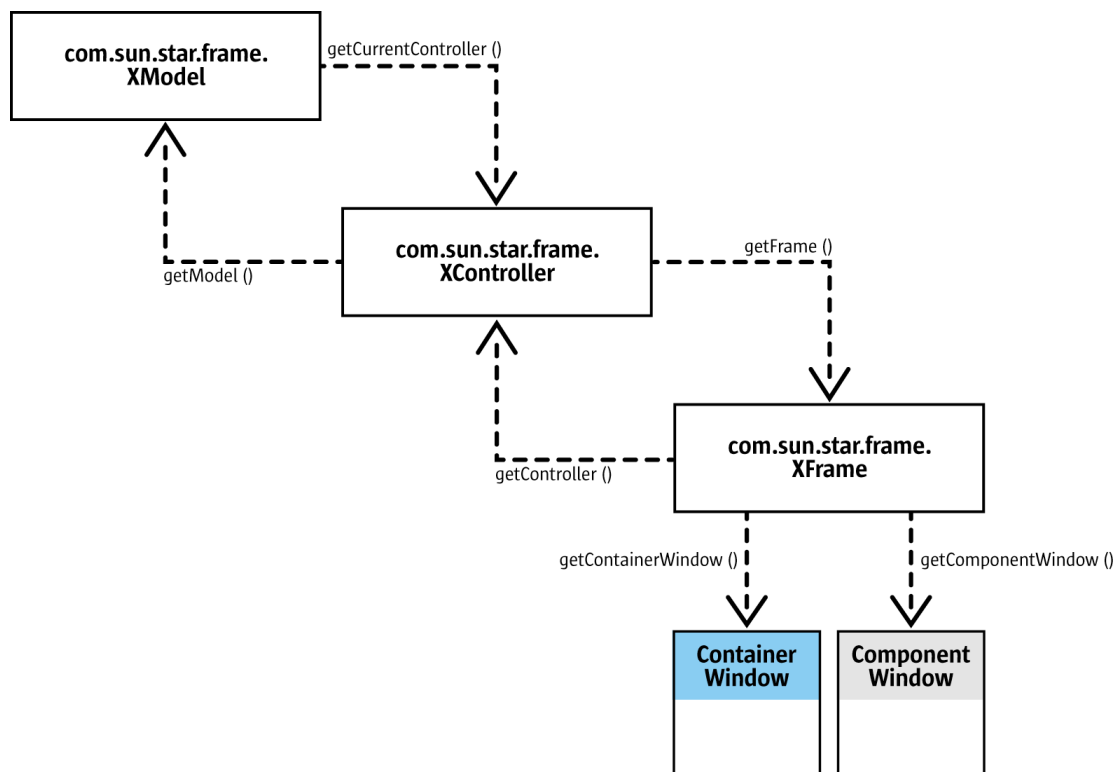 com.sun.star.frame.
XModel
getCurrentController ()
com.sun.star.frame.
XController
getModel ()
getFrame ()
com.sun.star.frame.
XFrame
getController ()
getContainerWindow ()
getComponentWindow ()
Container
Window
Component
Window